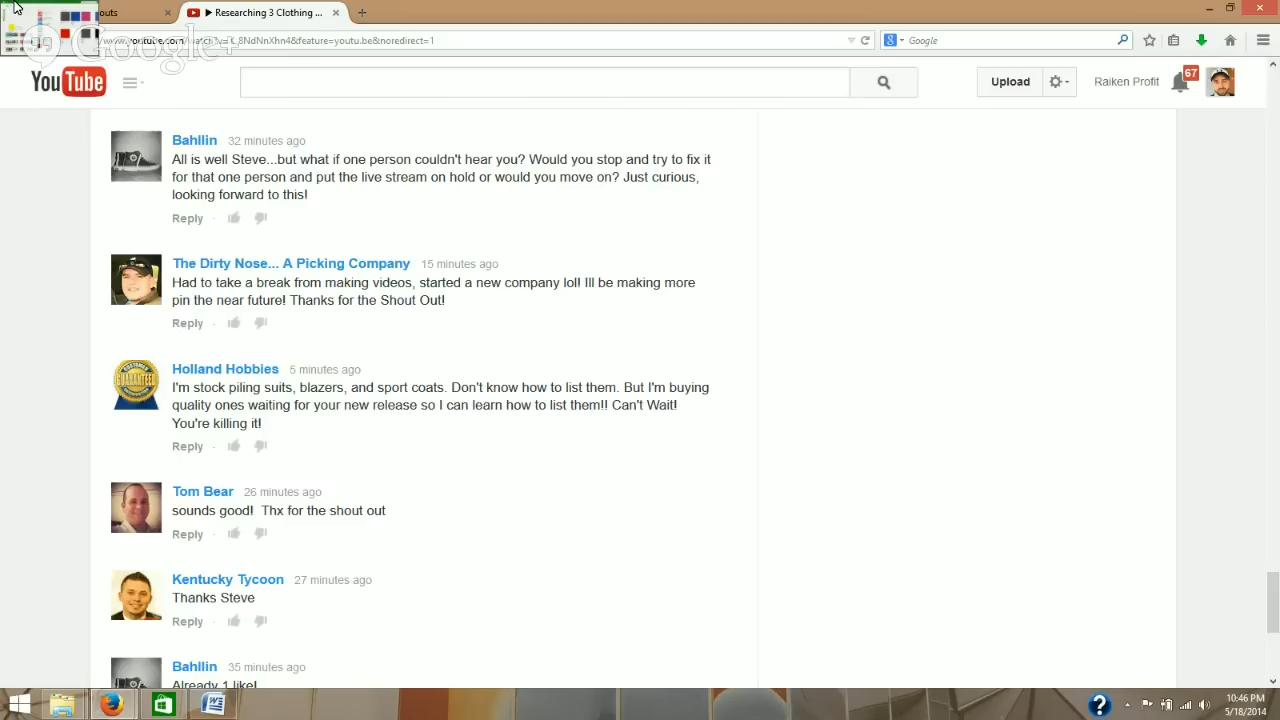 outs
Researching 3 Clothing ...
Google+
www.youtube.com/watch?v=
8NdNnXhn4&feature=youtu.be&noredirect=1
Google
YouTube
Upload
Raiken Profit
67
Bahllin 32 minutes ago
All is well Steve...but what if one person couldn't hear you? Would you stop and try to fix it
for that one person and put the live stream on hold or would you move on? Just curious,
looking forward to this!
Reply
The Dirty Nose... A Picking Company 15 minutes ago
Had to take a break from making videos, started a new company lol! Ill be making more
pin the near future! Thanks for the Shout Out!
Reply
CUSTOMER
GUARANTEED
Holland Hobbies 5 minutes ago
I'm stock piling suits, blazers, and sport coats. Don't know how to list them. But I'm buying
quality ones waiting for your new release so I can learn how to list them!! Can't Wait!
You're killing it!
Reply
Tom Bear 26 minutes ago
sounds good! Thx for the shout out
Reply
Kentucky Tycoon 27 minutes ago
Thanks Steve
Reply
Bahllin 35 minutes ago
Already 1 like!
10:46 PM
5/18/2014